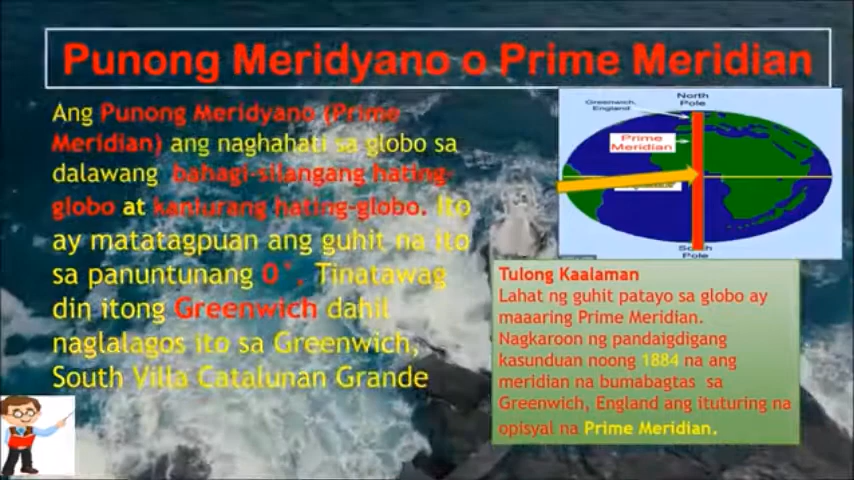 Punong Meridyano o Prime Meridian
Ang Punong Meridyano (Prime
Meridian) ang naghahati sa globo sa
dalawang bahagi-silangang hating-
globo at kanlurang hating-globo. Ito
ay matatagpuan ang guhit na ito
sa panuntunang 0°. Tinatawag
din itong Greenwich dahil
naglalagos ito sa Greenwich,
South Villa Catalunan Grande
North
Pole
Greenwich,
England
Prime
Meridian
Pole
Tulong Kaalaman
Lahat ng guhit patayo sa globo ay
maaaring Prime Meridian.
Nagkaroon ng pandaigdigang
kasunduan noong 1884 na ang
meridian na bumabagtas sa
Greenwich, England ang ituturing na
opisyal na Prime Meridian.